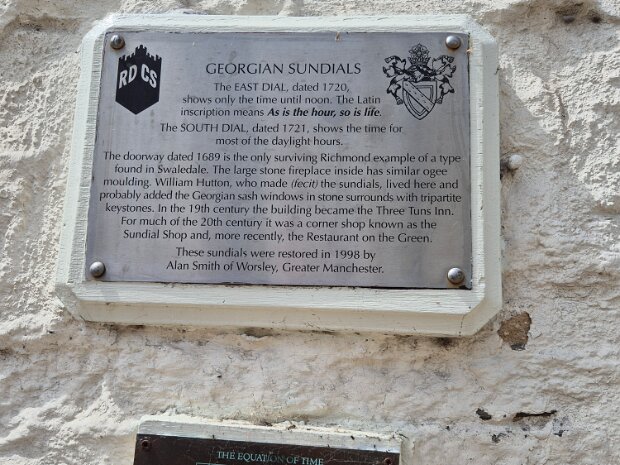 RDCS
GEORGIAN SUNDIALS
The EAST DIAL, dated 1720,
shows only the time until noon. The Latin
inscription means As is the hour, so is life.
The SOUTH DIAL, dated 1721, shows the time for
most of the daylight hours.
The doorway dated 1689 is the only surviving Richmond example of a type
found in Swaledale. The large stone fireplace inside has similar ogee
moulding. William Hutton, who made (fecit) the sundials, lived here and
probably added the Georgian sash windows in stone surrounds with tripartite
keystones. In the 19th century the building became the Three Tuns Inn.
For much of the 20th century it was a corner shop known as the
Sundial Shop and, more recently, the Restaurant on the Green.
These sundials were restored in 1998 by
Alan Smith of Worsley, Greater Manchester.
THE EQUATION OF TIME